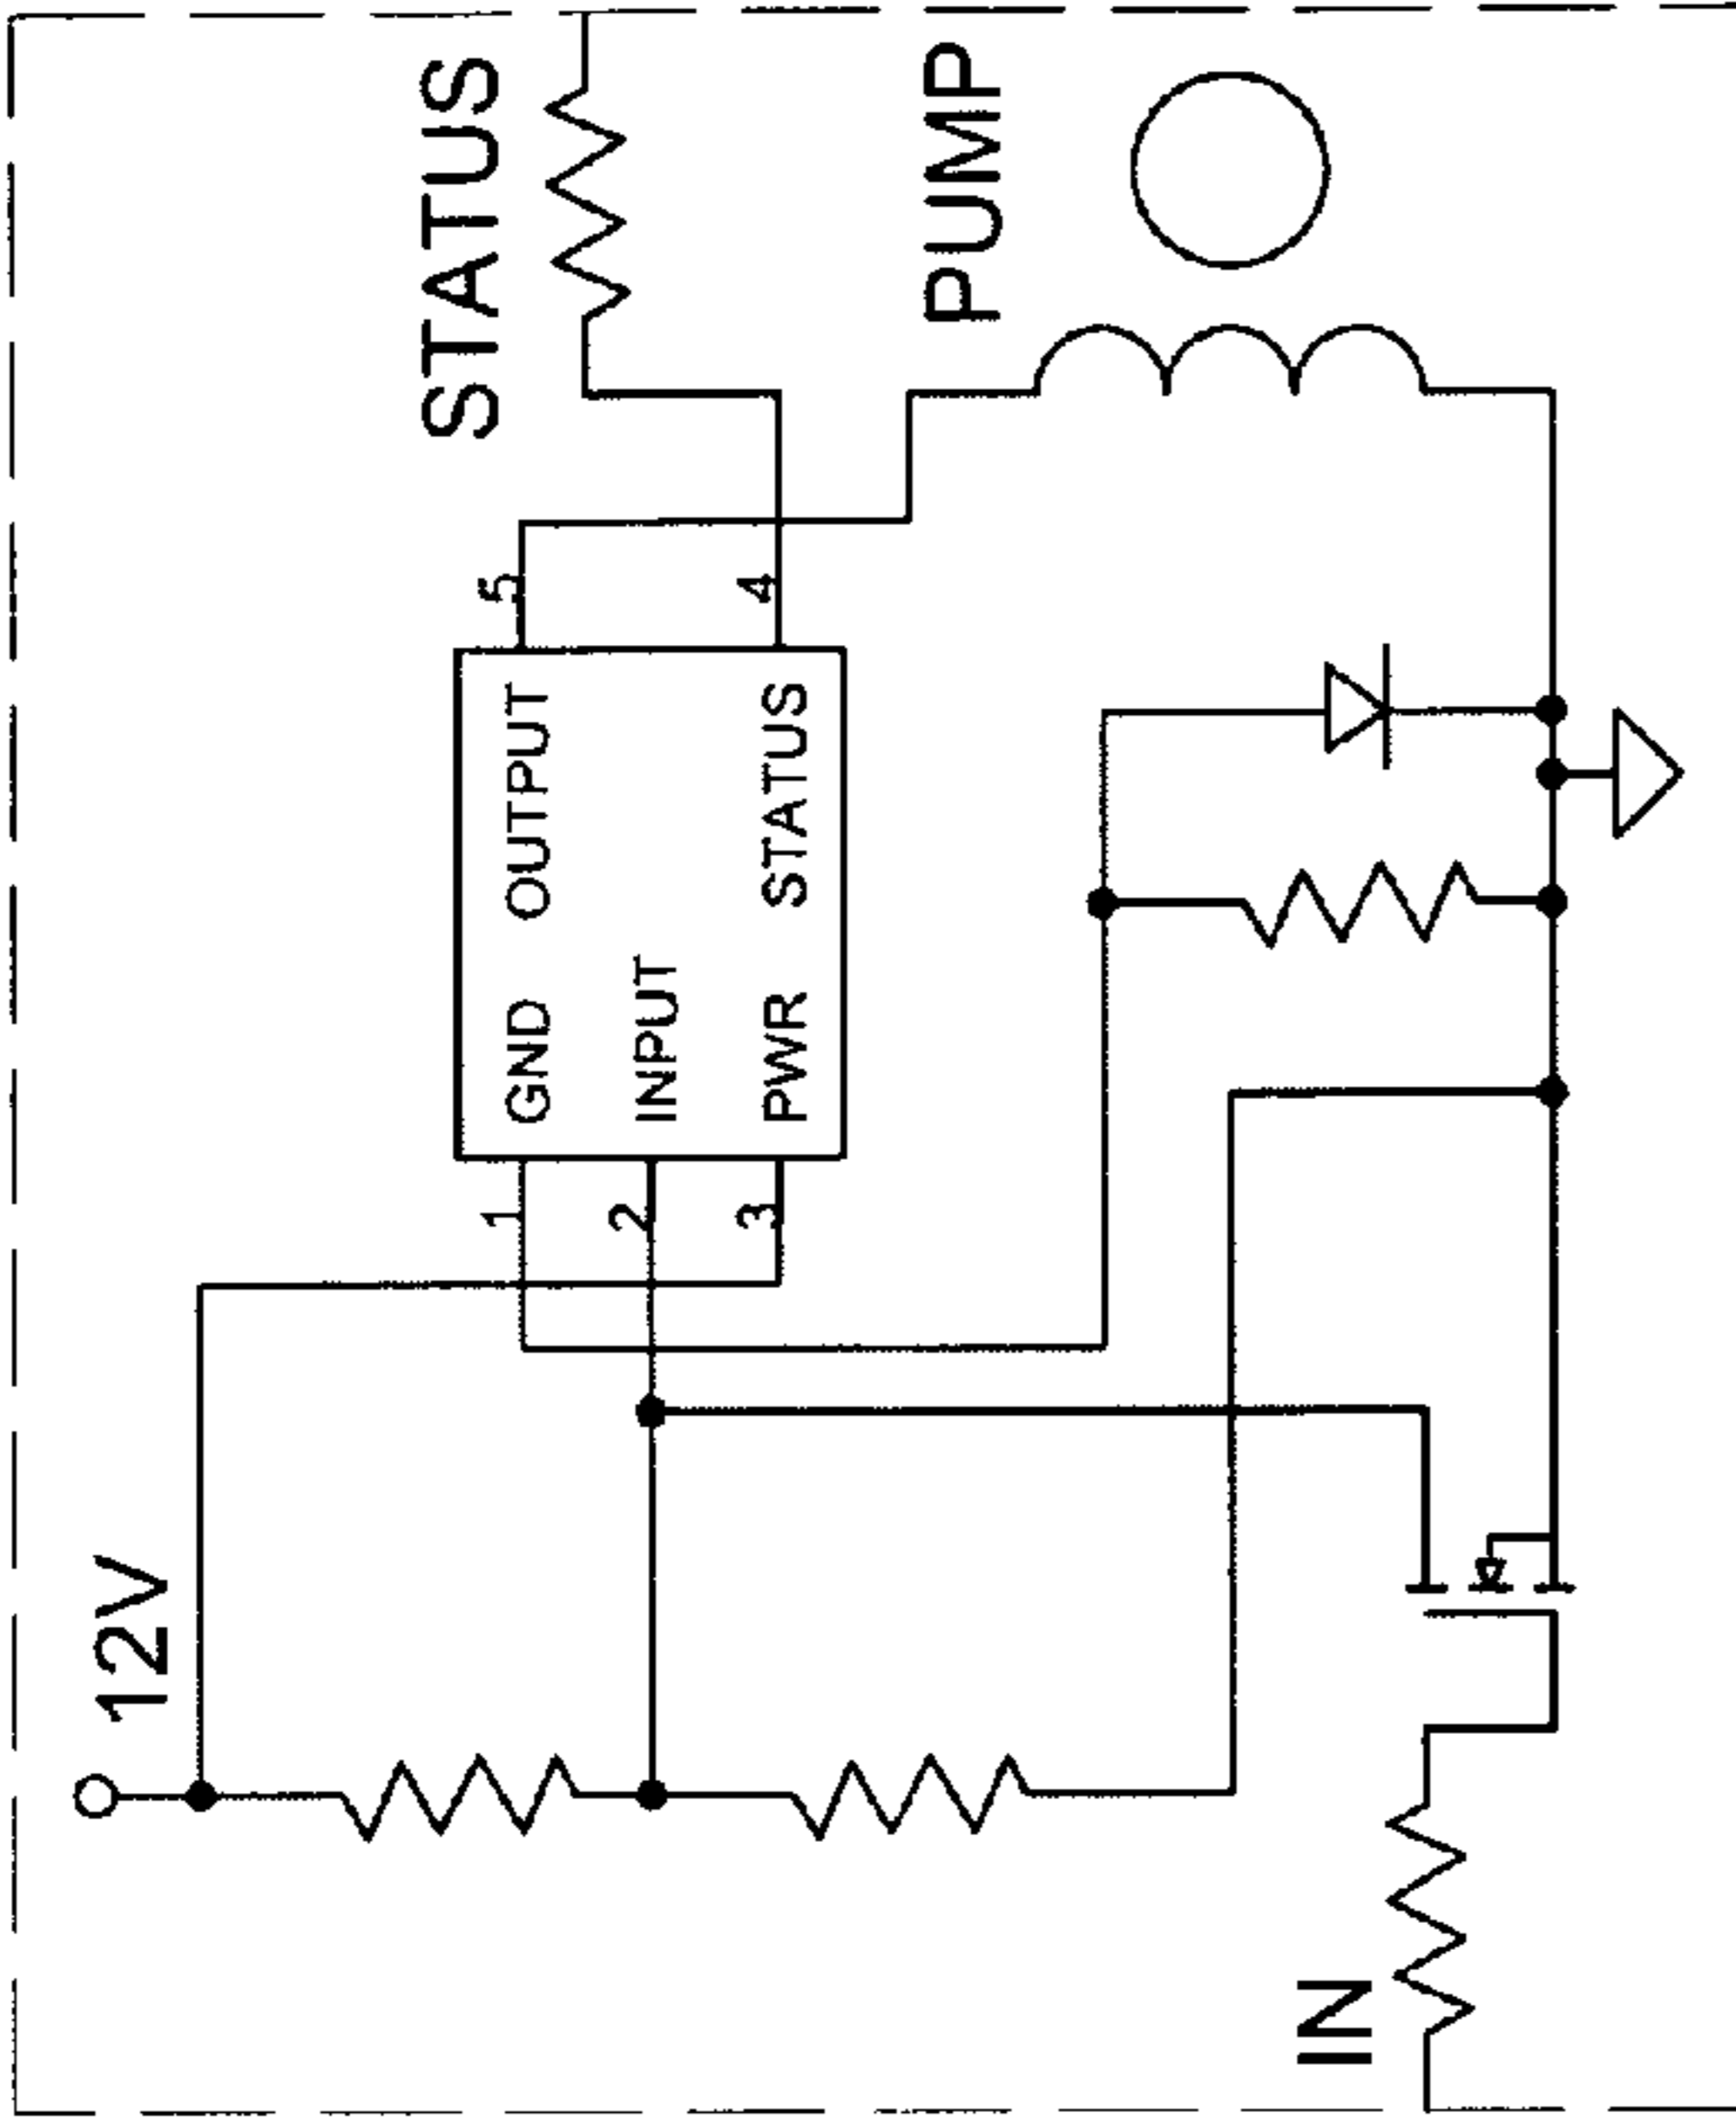 12V
STATUS
1 GND OUTPUT 5
2 INPUT
3 PWR STATUS 4
PUMP
IN